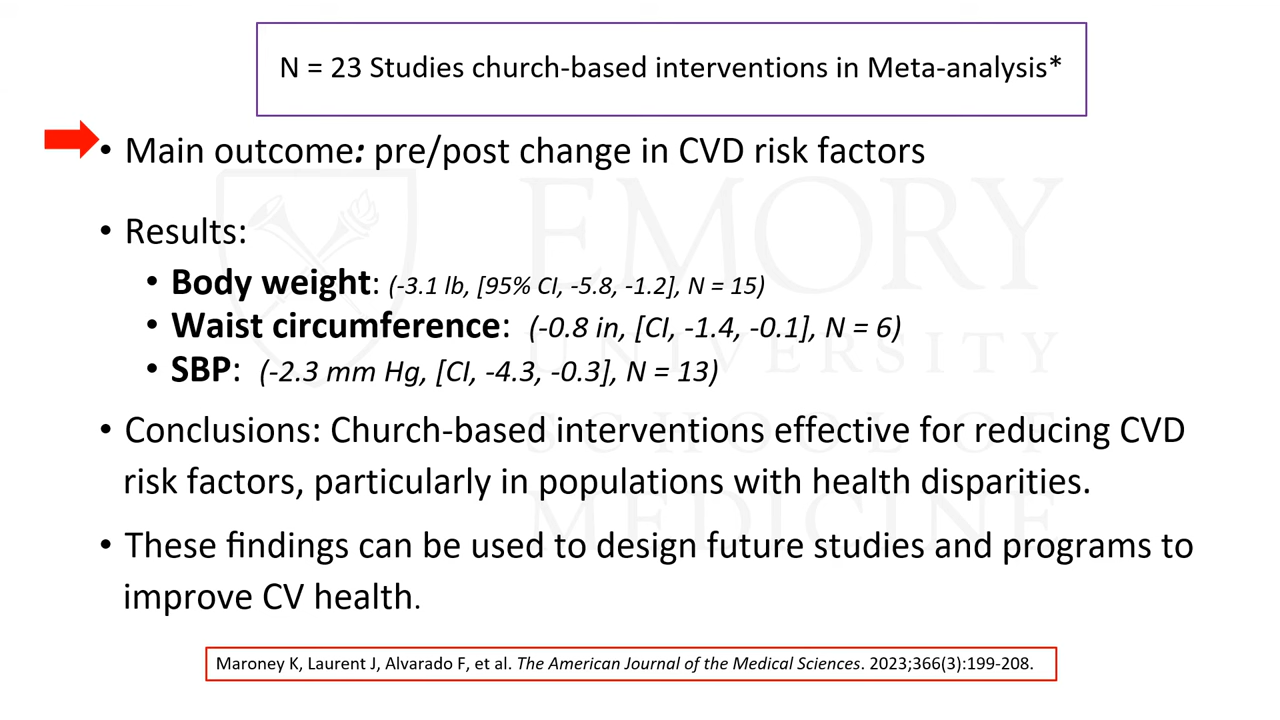 N = 23 Studies church-based interventions in Meta-analysis*
• Main outcome: pre/post change in CVD risk factors
• Results:
• Body weight: (-3.1 lb, [95% CI, -5.8, -1.2], N = 15)
• Waist circumference: (-0.8 in, [CI, -1.4, -0.1], N = 6)
• SBP: (-2.3 mm Hg, [CI, -4.3, -0.3], N = 13)
• Conclusions: Church-based interventions effective for reducing CVD
risk factors, particularly in populations with health disparities.
• These findings can be used to design future studies and programs to
improve CV health.
Maroney K, Laurent J, Alvarado F, et al. The American Journal of the Medical Sciences. 2023;366(3):199-208.
EMORY
UNIVERSITY
SCHOOL OF
MEDICINE